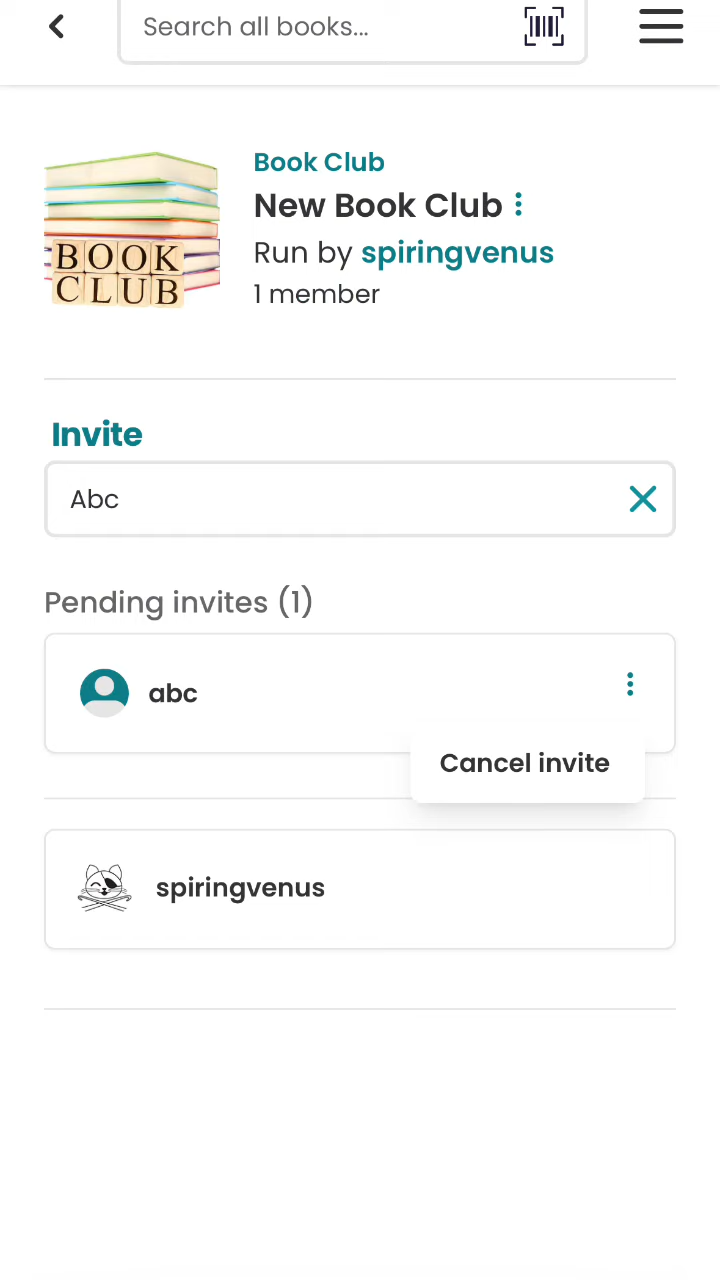 Search all books...
Book Club
New Book Club
Run by spiringvenus
1 member
BOOK
CLUB
Invite
Abc
Pending invites (1)
abc
Cancel invite
spiringvenus